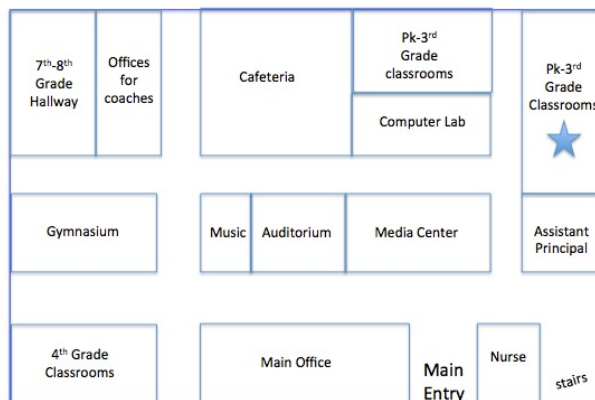 7th-8th
Grade
Hallway
Offices
for
coaches
Cafeteria
Pk-3rd
Grade
classrooms
Computer Lab
Pk-3rd
Grade
Classrooms
Gymnasium
Music
Auditorium
Media Center
Assistant
Principal
4th Grade
Classrooms
Main Office
Main
Entry
Nurse
stairs